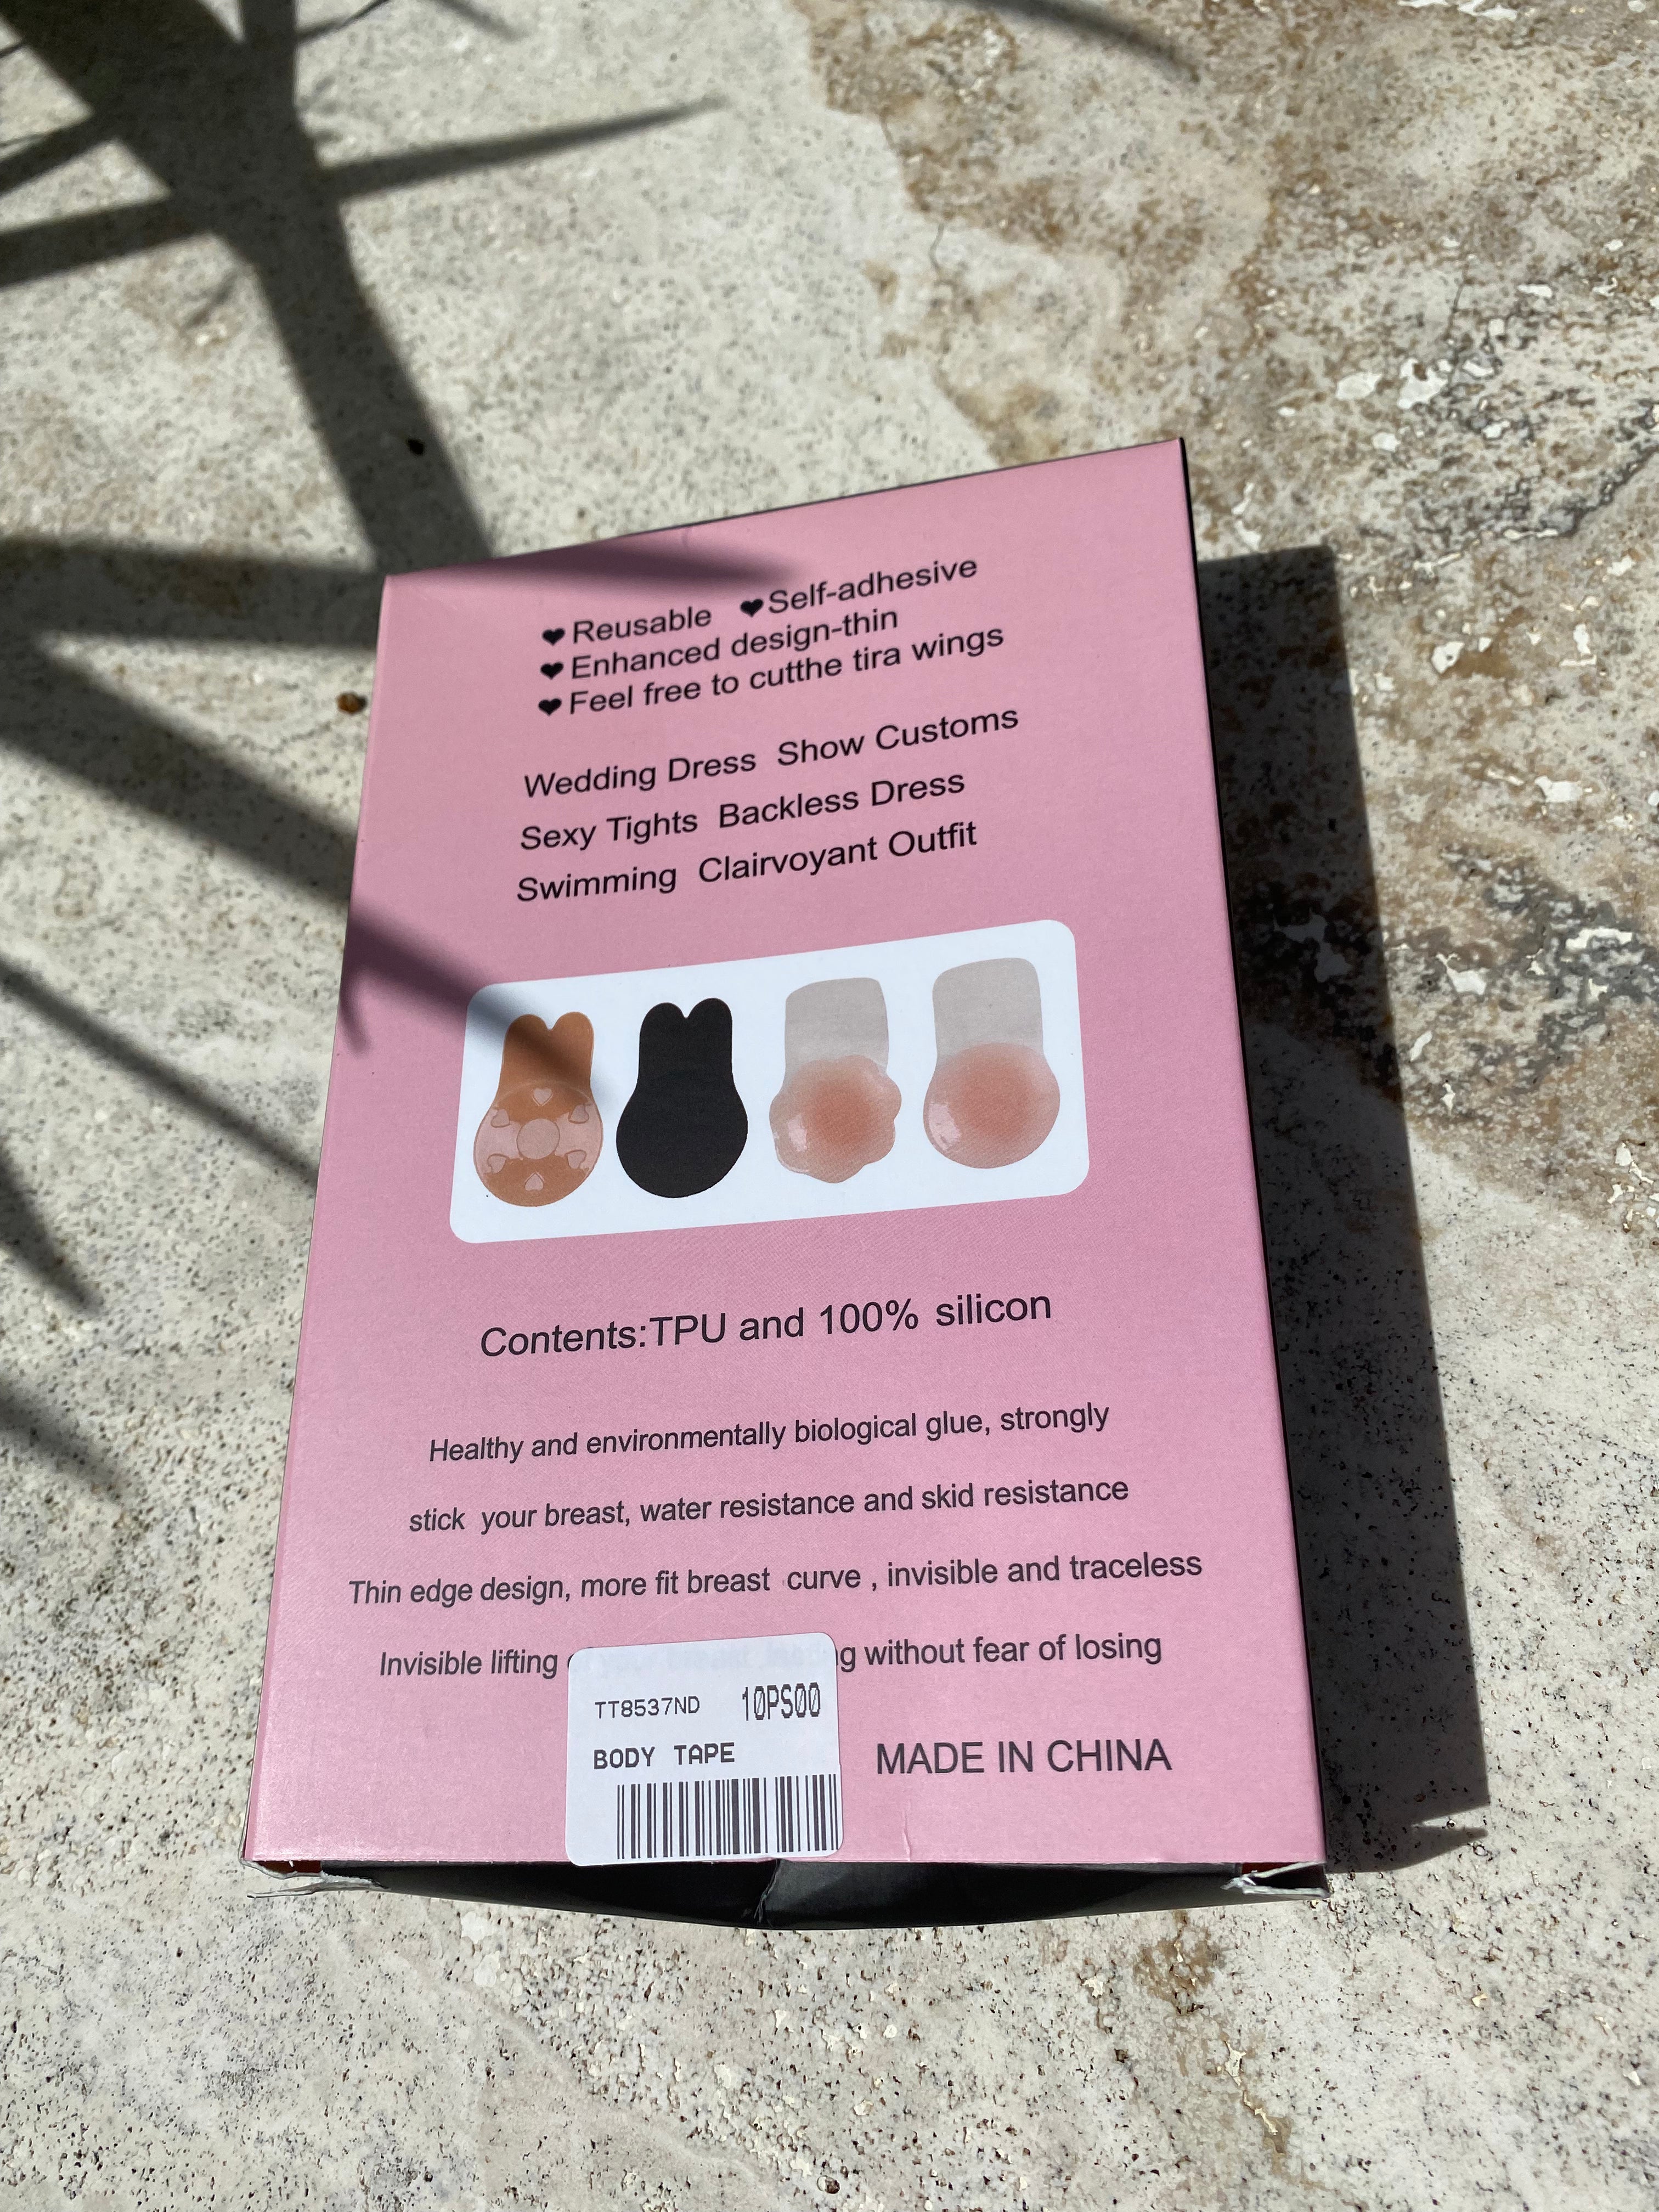 ❤Reusable ❤Self-adhesive
❤Enhanced design-thin
❤Feel free to cutthe tira wings
Wedding Dress Show Customs
Sexy Tights Backless Dress
Swimming Clairvoyant Outfit
Contents:TPU and 100% silicon
Healthy and environmentally biological glue, strongly
stick your breast, water resistance and skid resistance
Thin edge design, more fit breast curve , invisible and traceless
Invisible lifting without fear of losing
TT8537ND 10PS00
BODY TAPE
MADE IN CHINA